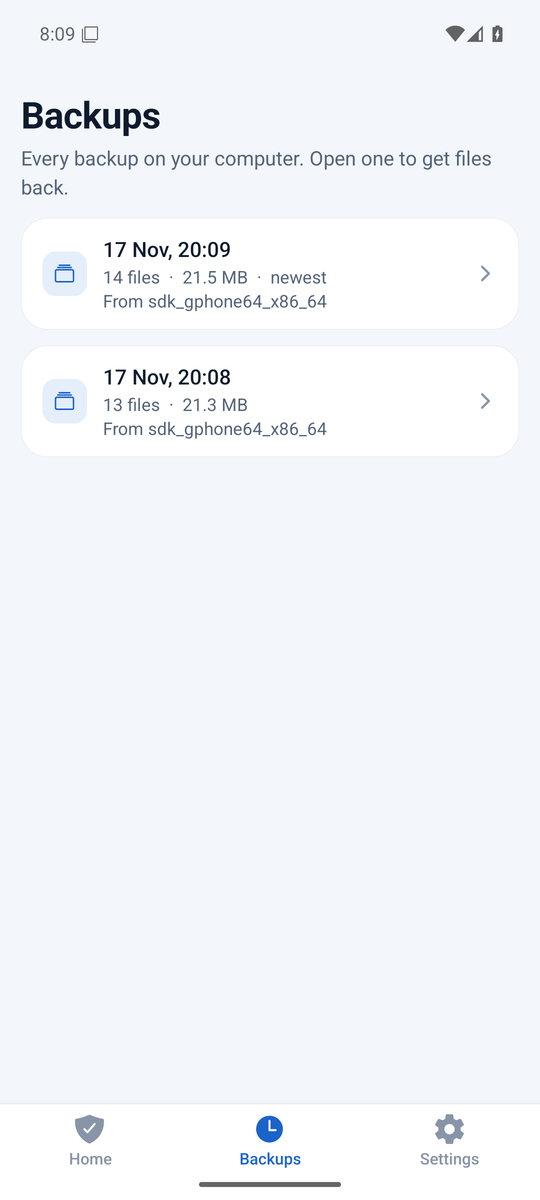 8:09
Backups
Every backup on your computer. Open one to get files
back.
17 Nov, 20:09
14 files · 21.5 MB · newest
From sdk_gphone64_x86_64
17 Nov, 20:08
13 files · 21.3 MB
From sdk_gphone64_x86_64
Home
Backups
Settings